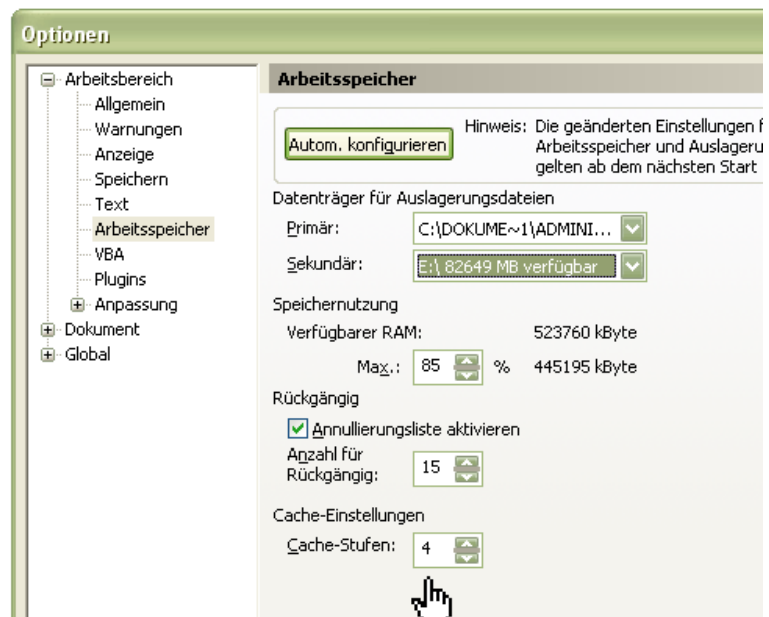 Optionen
Arbeitsbereich
Allgemein
Warnungen
Anzeige
Speichern
Text
Arbeitsspeicher
VBA
Plugins
Anpassung
Dokument
Global
Arbeitsspeicher
Autom. konfigurieren
Hinweis: Die geänderten Einstellungen f
Arbeitsspeicher und Auslageru
gelten ab dem nächsten Start
Datenträger für Auslagerungsdateien
Primär: C:\DOKUME~1\ADMINI...
Sekundär: E:\ 82649 MB verfügbar
Speichernutzung
Verfügbarer RAM: 523760 kByte
Max.: 85 % 445195 kByte
Rückgängig
Annullierungsliste aktivieren
Anzahl für
Rückgängig: 15
Cache-Einstellungen
Cache-Stufen: 4